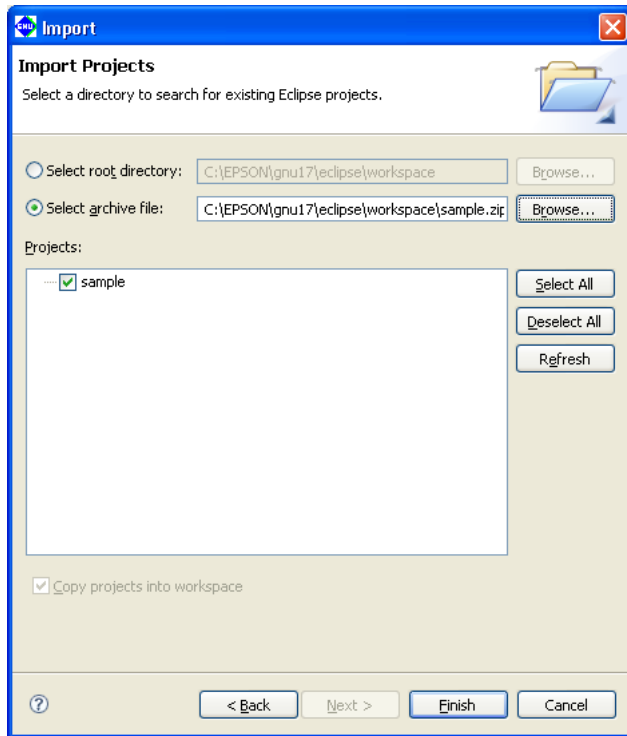 GNU Import
Import Projects
Select a directory to search for existing Eclipse projects.
Select root directory: C:\EPSON\gnu17\eclipse\workspace Browse...
Select archive file: C:\EPSON\gnu17\eclipse\workspace\sample.zip Browse...
Projects:
sample
Select All
Deselect All
Refresh
Copy projects into workspace
? < Back Next > Finish Cancel